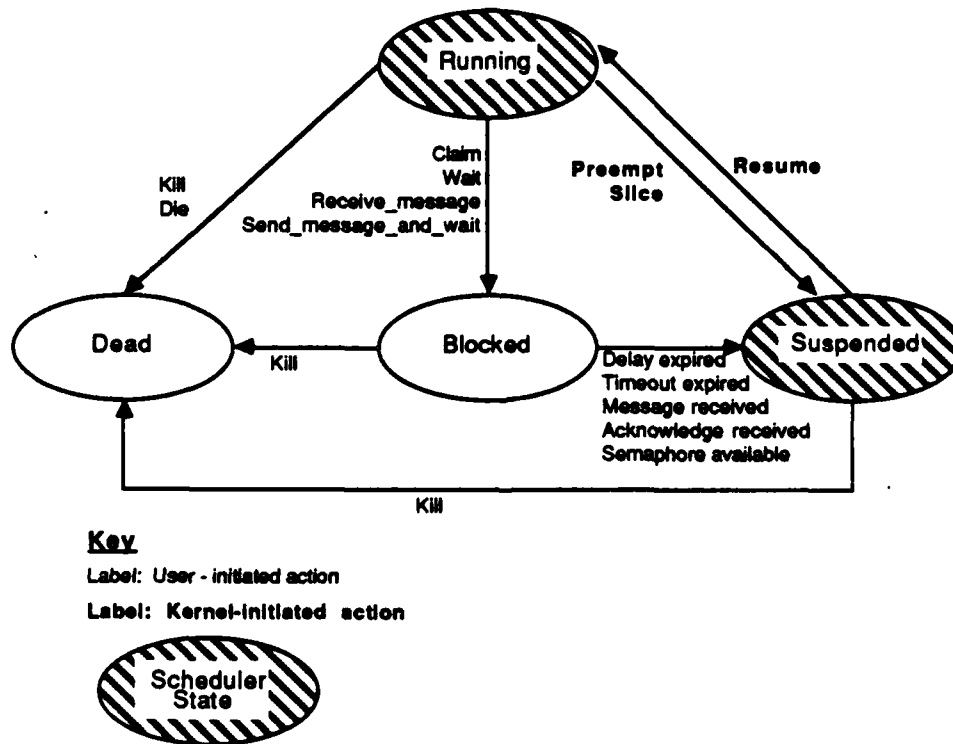 Running
Claim
Wait
Receive_message
Send_message_and_wait
Kill
Die
Preempt
Slice
Resume
Dead
Kill
Blocked
Suspended
Delay expired
Timeout expired
Message received
Acknowledge received
Semaphore available
Kill
Key
Label: User - initiated action
Label: Kernel-initiated action
Scheduler
State